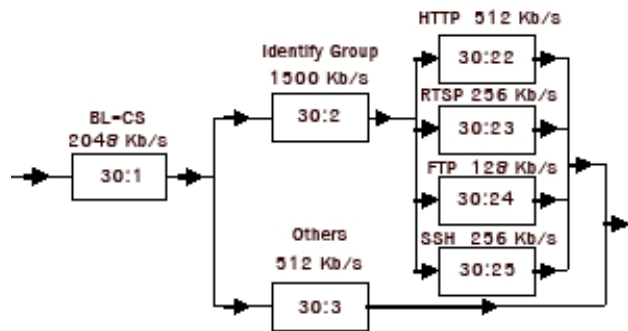 BL-CS
2048 Kb/s
30:1
Identify Group
1500 Kb/s
30:2
Others
512 Kb/s
30:3
HTTP 512 Kb/s
30:22
RTSP 256 Kb/s
30:23
FTP 128 Kb/s
30:24
SSH 256 Kb/s
30:25